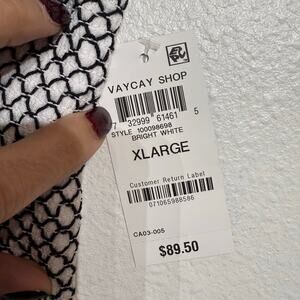 VAYCAY SHOP
7 32999 61461 5
STYLE 100098698
BRIGHT WHITE
XLARGE
Customer Return Label
071065988586
CA03-005
$89.50